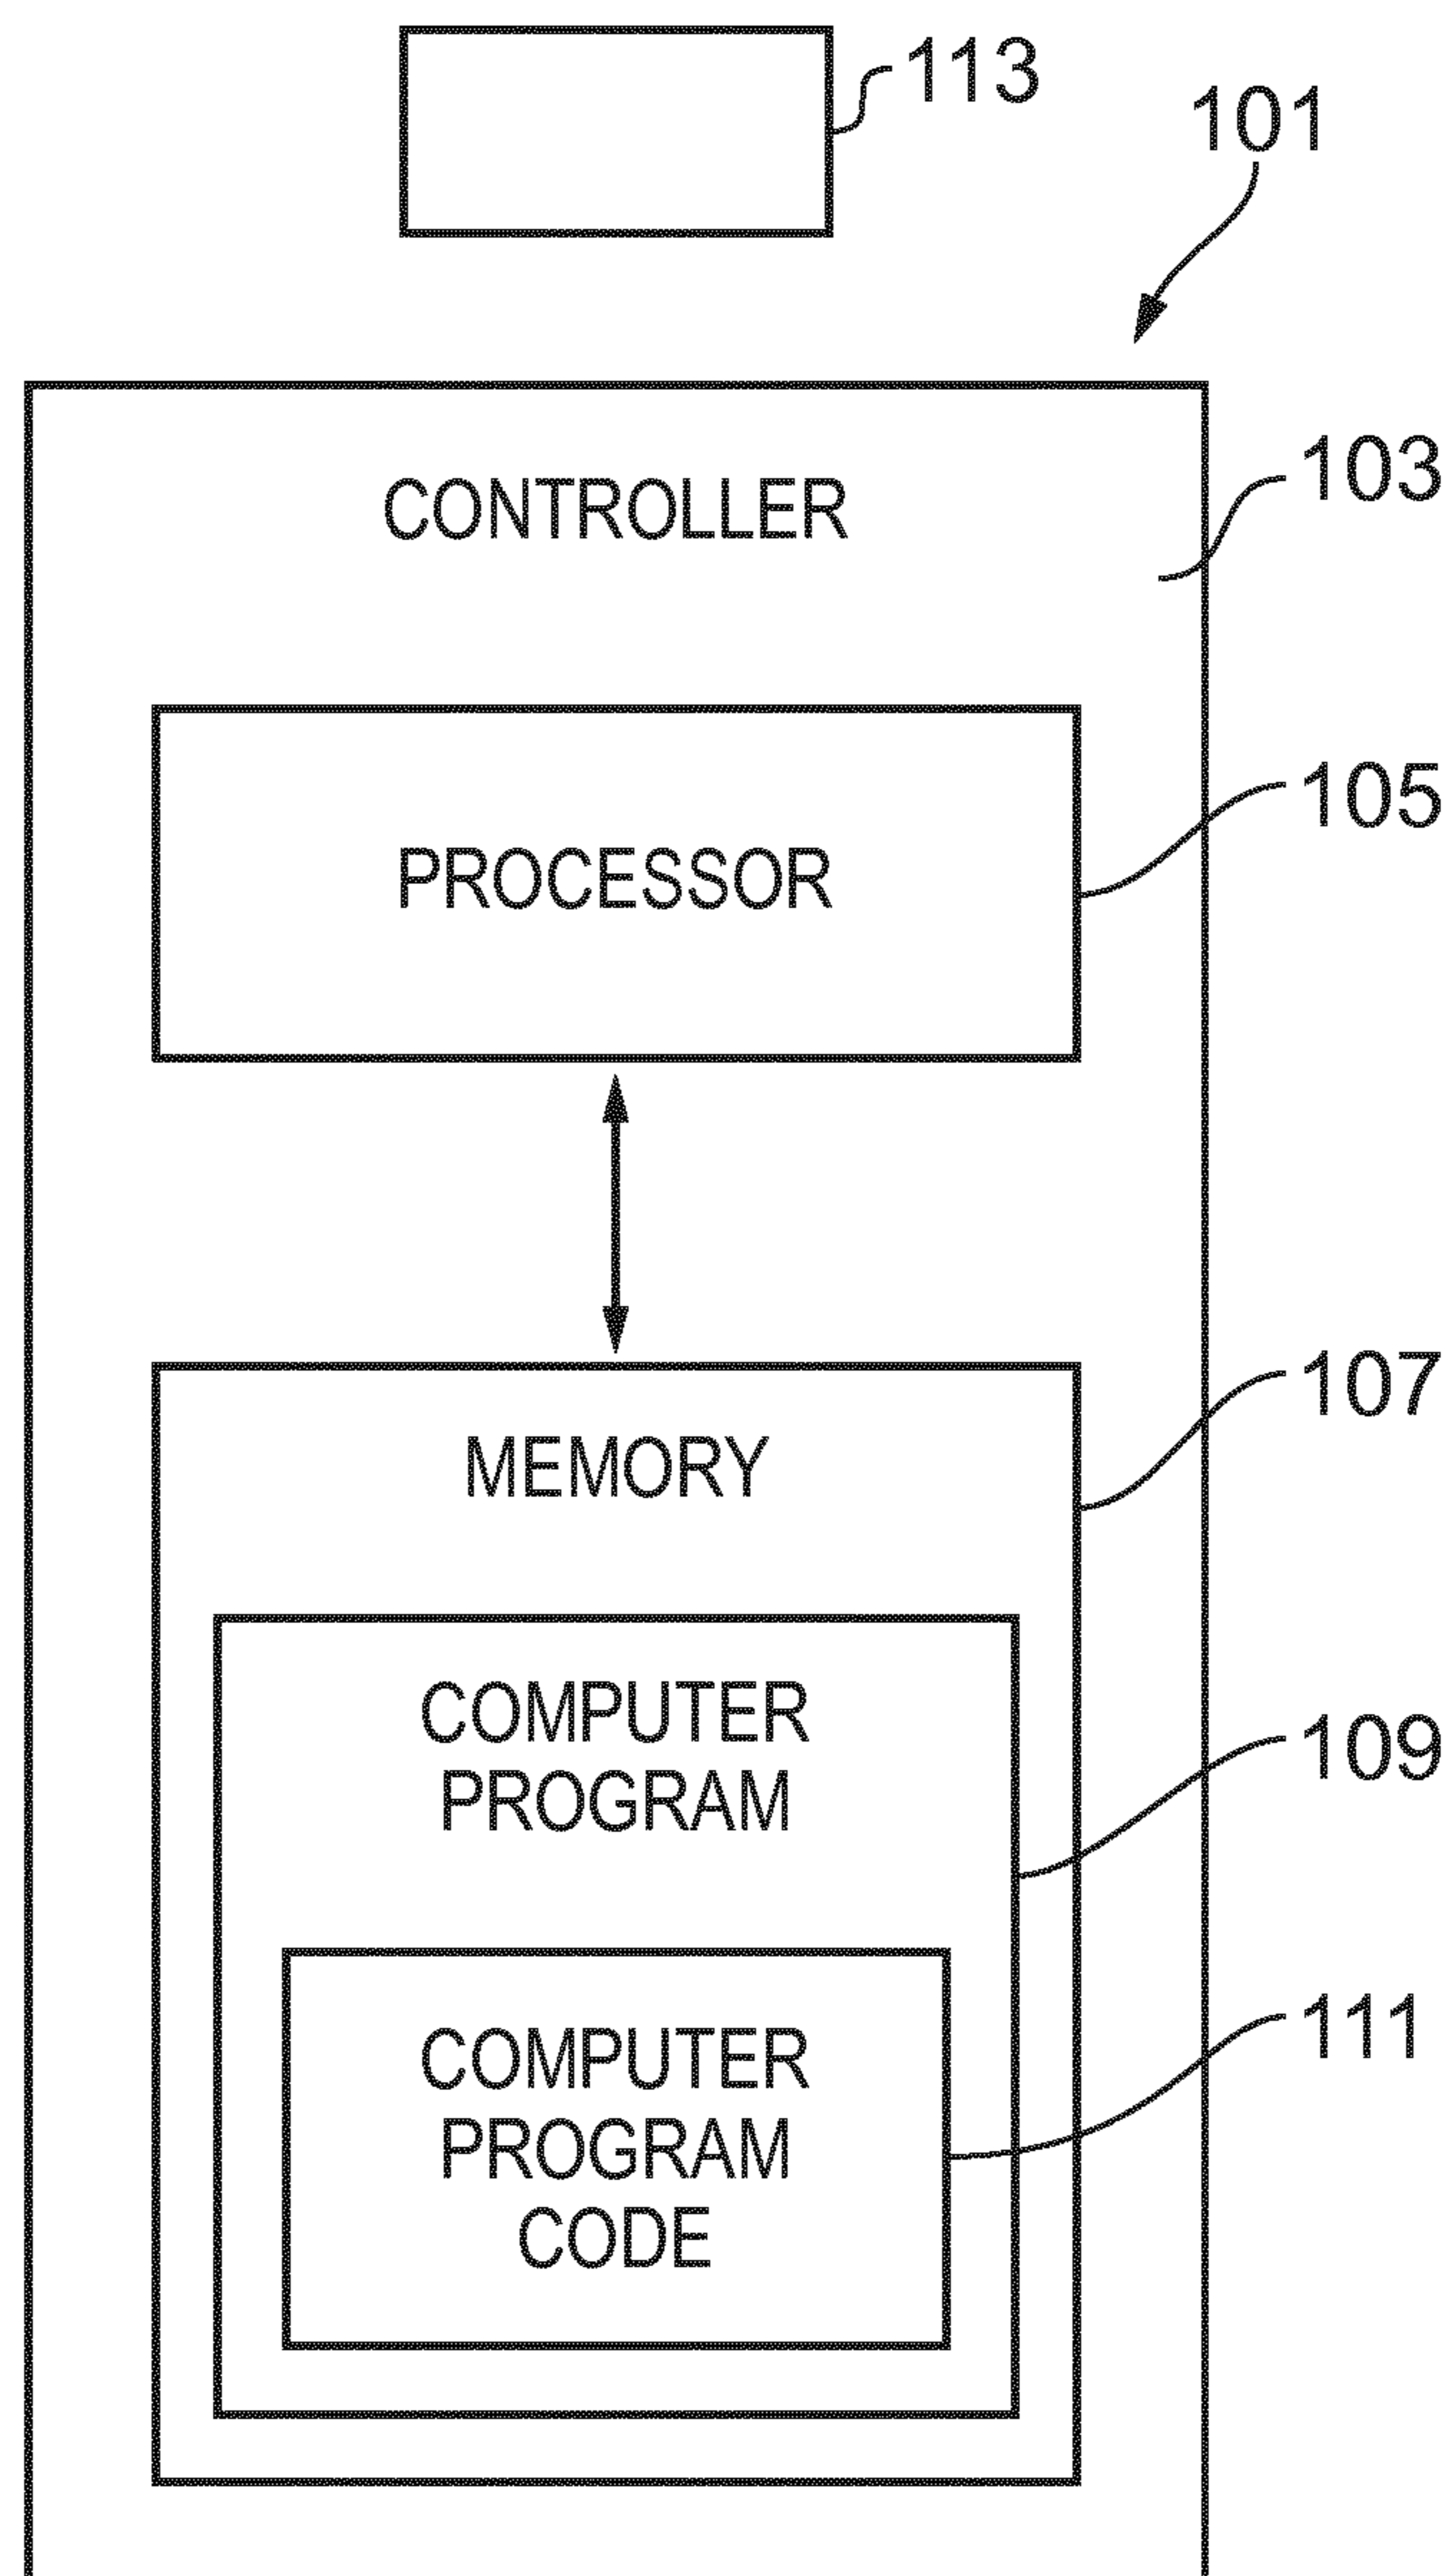 113
101
CONTROLLER
103
PROCESSOR
105
MEMORY
107
COMPUTER
PROGRAM
109
COMPUTER
PROGRAM
CODE
111